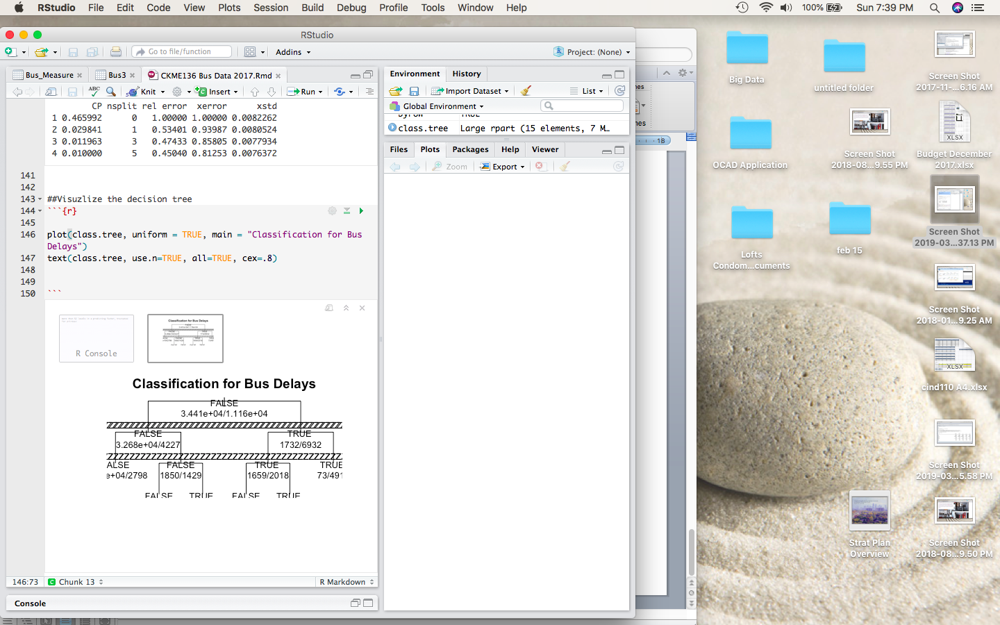 RStudio File Edit Code View Plots Session Build Debug Profile Tools Window Help 100% Sun 7:39 PM
RStudio
Go to file/function Addins Project: (None)
Bus_Measure Bus3 CKME136 Bus Data 2017.Rmd
ABC Knit Insert Run
CP nsplit rel error xerror xstd
1 0.465992 0 1.00000 1.00000 0.0082262
2 0.029841 1 0.53401 0.93987 0.0080524
3 0.011963 3 0.47433 0.85805 0.0077934
4 0.010000 5 0.45040 0.81253 0.0076372
141
142
143 ##Visuzlize the decision tree
144 ```{r}
145
146 plot(class.tree, uniform = TRUE, main = "Classification for Bus
Delays")
147 text(class.tree, use.n=TRUE, all=TRUE, cex=.8)
148
149
150 ```
R Console
Classification for Bus Delays
Classification for Bus Delays
FALSE
3.441e+04/1.116e+04
FALSE TRUE
3.268e+04/4227 1732/6932
ALSE FALSE TRUE TRUE
e+04/2798 1850/1429 1659/2018 73/491
FALSE TRUE FALSE TRUE
146:73 C Chunk 13 R Markdown
Console
Environment History
Import Dataset List
Global Environment
class.tree Large rpart (15 elements, 7 M…
Files Plots Packages Help Viewer
Zoom Export
18
Big Data
untitled folder
Screen Shot
2017-11-...6.16 AM
OCAD Application
Screen Shot
2018-08...9.55 PM
XLSX
Budget December
2017.xlsx
Lofts
Condom...cuments
feb 15
Screen Shot
2019-03...37.13 PM
Screen Shot
2018-01...9.25 AM
XLSX
cind110 A4.xlsx
Screen Shot
2019-03...5.58 PM
Strat Plan
Overview
Screen Shot
2018-08...9.50 PM